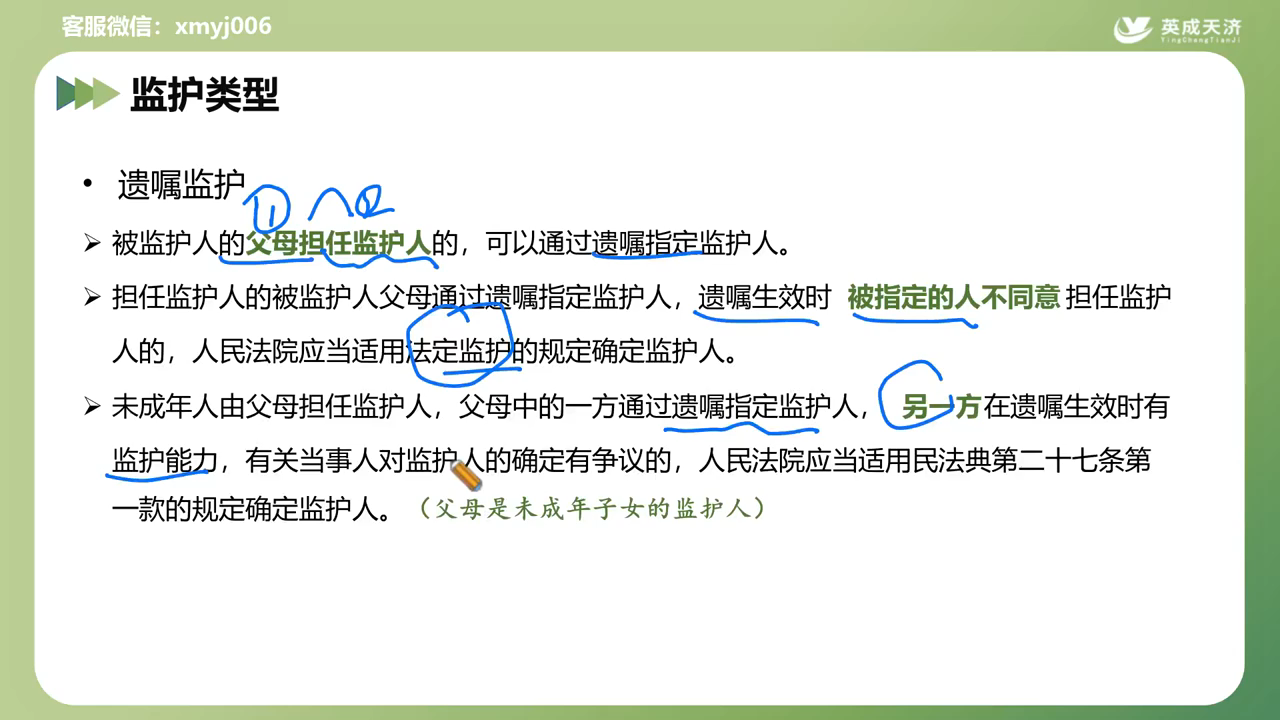 客服微信：xmyj006
英成天济
YingChengTianJi
监护类型
• 遗嘱监护
① ②
➢ 被监护人的父母担任监护人的，可以通过遗嘱指定监护人。
➢ 担任监护人的被监护人父母通过遗嘱指定监护人，遗嘱生效时 被指定的人不同意担任监护
人的，人民法院应当适用法定监护的规定确定监护人。
➢ 未成年人由父母担任监护人，父母中的一方通过遗嘱指定监护人， 另一方在遗嘱生效时有
监护能力，有关当事人对监护人的确定有争议的，人民法院应当适用民法典第二十七条第
一款的规定确定监护人。（父母是未成年子女的监护人）